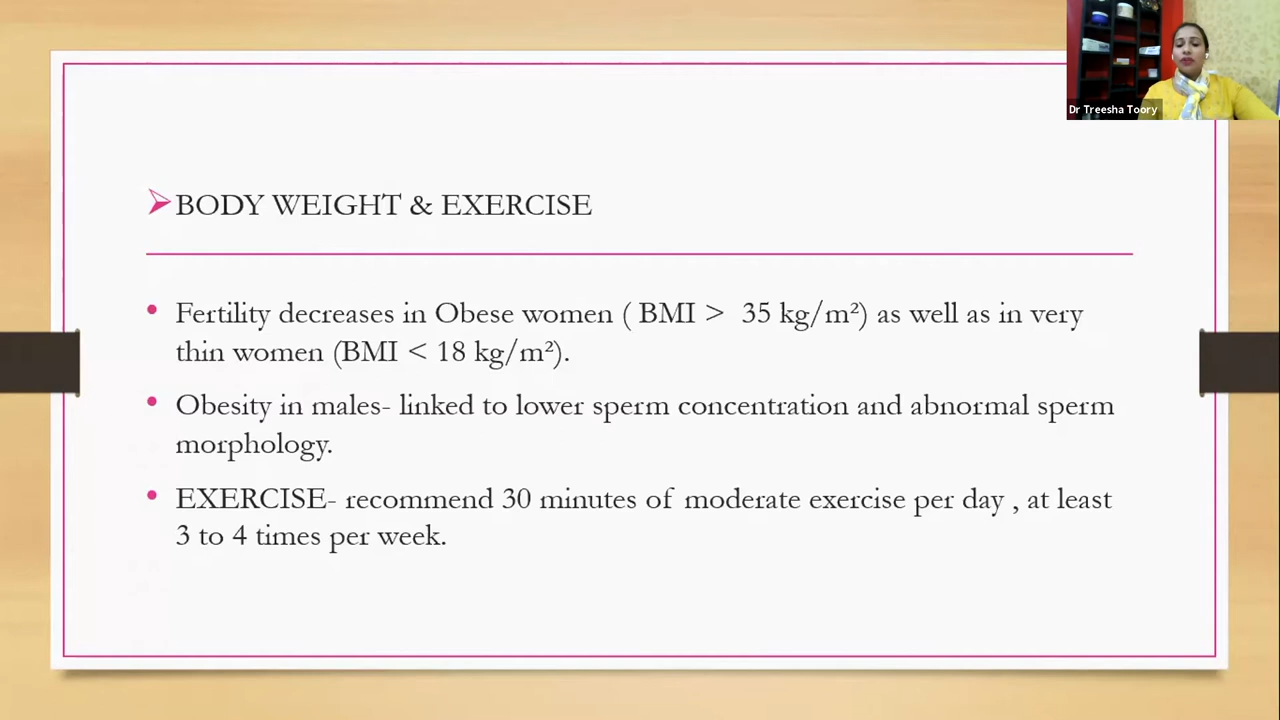 Dr Treesha Toory
BODY WEIGHT & EXERCISE
• Fertility decreases in Obese women ( BMI > 35 kg/m²) as well as in very
thin women (BMI < 18 kg/m²).
• Obesity in males- linked to lower sperm concentration and abnormal sperm
morphology.
• EXERCISE- recommend 30 minutes of moderate exercise per day , at least
3 to 4 times per week.